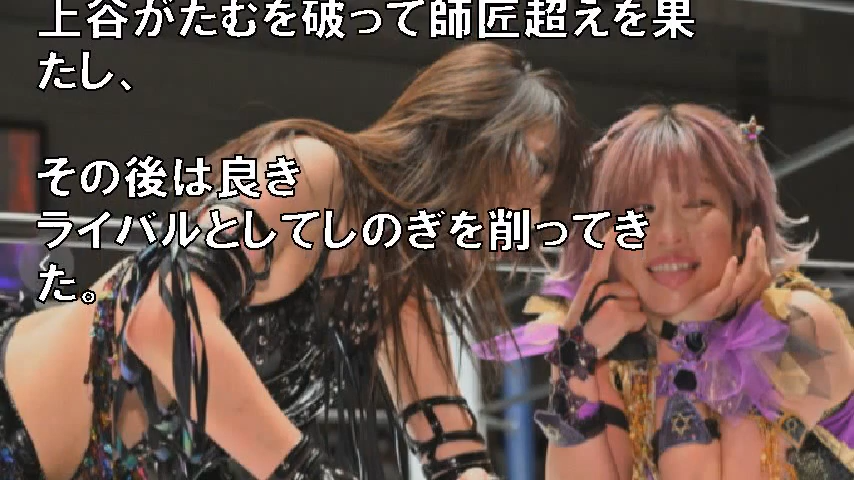 上谷がたむを破って師匠超えを果
たし、
その後は良き
ライバルとしてしのぎを削ってき
た。